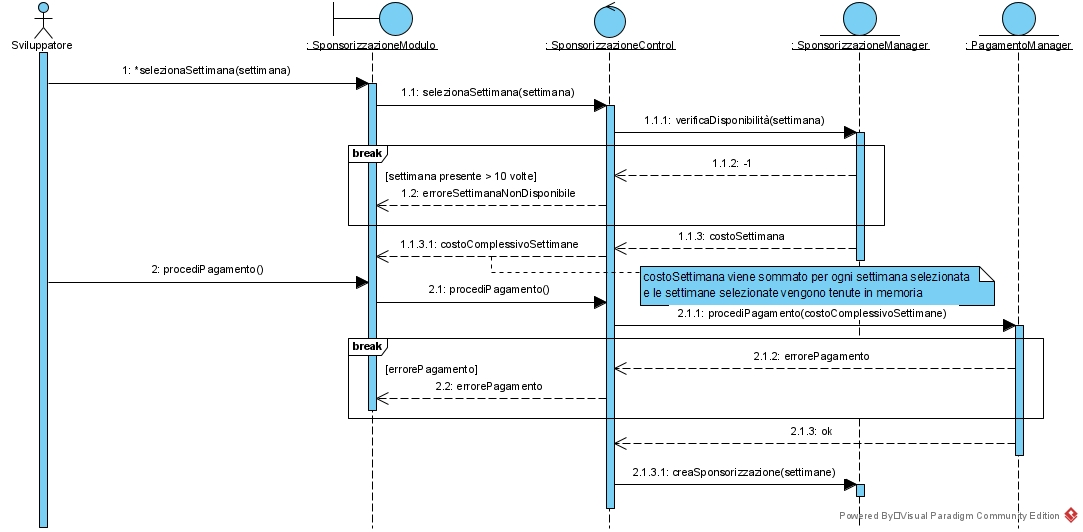 Sviluppatore
: SponsorizzazioneModulo
: SponsorizzazioneControl
: SponsorizzazioneManager
: PagamentoManager
1: *selezionaSettimana(settimana)
1.1: selezionaSettimana(settimana)
1.1.1: verificaDisponibilità(settimana)
break
1.1.2: -1
[settimana presente > 10 volte]
1.2: erroreSettimanaNonDisponibile
1.1.3: costoSettimana
1.1.3.1: costoComplessivoSettimane
2: procediPagamento()
costoSettimana viene sommato per ogni settimana selezionata
e le settimane selezionate vengono tenute in memoria
2.1: procediPagamento()
2.1.1: procediPagamento(costoComplessivoSettimane)
break
2.1.2: errorePagamento
[errorePagamento]
2.2: errorePagamento
2.1.3: ok
2.1.3.1: creaSponsorizzazione(settimane)
Powered By□Visual Paradigm Community Edition